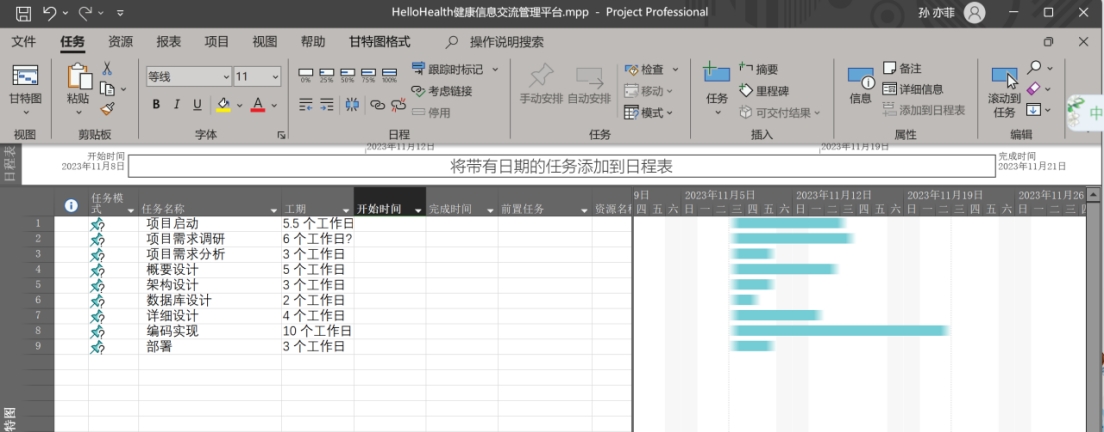 HelloHealth健康信息交流管理平台.mpp - Project Professional 孙 亦菲
文件 任务 资源 报表 项目 视图 帮助 甘特图格式 操作说明搜索
甘特图 粘贴 等线 11 0% 25% 50% 75% 100% 跟踪时标记 考虑链接 停用 手动安排 自动安排 检查 移动 模式 任务 摘要 里程碑 可交付结果 信息 备注 详细信息 添加到日程表 滚动到任务
B I U A 中
视图 剪贴板 字体 日程 任务 插入 属性 编辑
日程表
2023年11月12日 2023年11月19日
开始时间 2023年11月8日
将带有日期的任务添加到日程表
完成时间 2023年11月21日
任务模式 任务名称 工期 开始时间 完成时间 前置任务 资源名称
9日 2023年11月5日 2023年11月12日 2023年11月19日 2023年11月26
四 五 六 日 一 二 三 四 五 六 日 一 二 三 四 五 六 日 一 二 三 四 五 六 日 一 二 三 四
1 项目启动 5.5 个工作日
2 项目需求调研 6 个工作日?
3 项目需求分析 3 个工作日
4 概要设计 5 个工作日
5 架构设计 3 个工作日
6 数据库设计 2 个工作日
7 详细设计 4 个工作日
8 编码实现 10 个工作日
9 部署 3 个工作日
特图